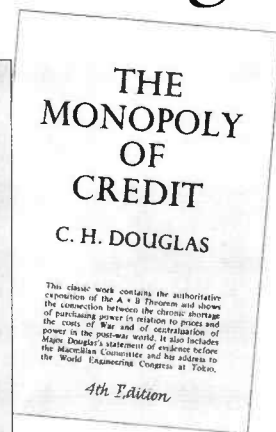 THE
MONOPOLY
OF
CREDIT
C. H. DOUGLAS
This classic work contains the authoritative
exposition of the A + B Theorem and shows
the connection between the chronic shortage
of purchasing power in relation to prices and
the costs of War and of centralisation of
power in the post-war world. It also includes
Major Douglas's statement of evidence before
the Macmillan Committee and his address to
the World Engineering Congress at Tokio.
4th Edition